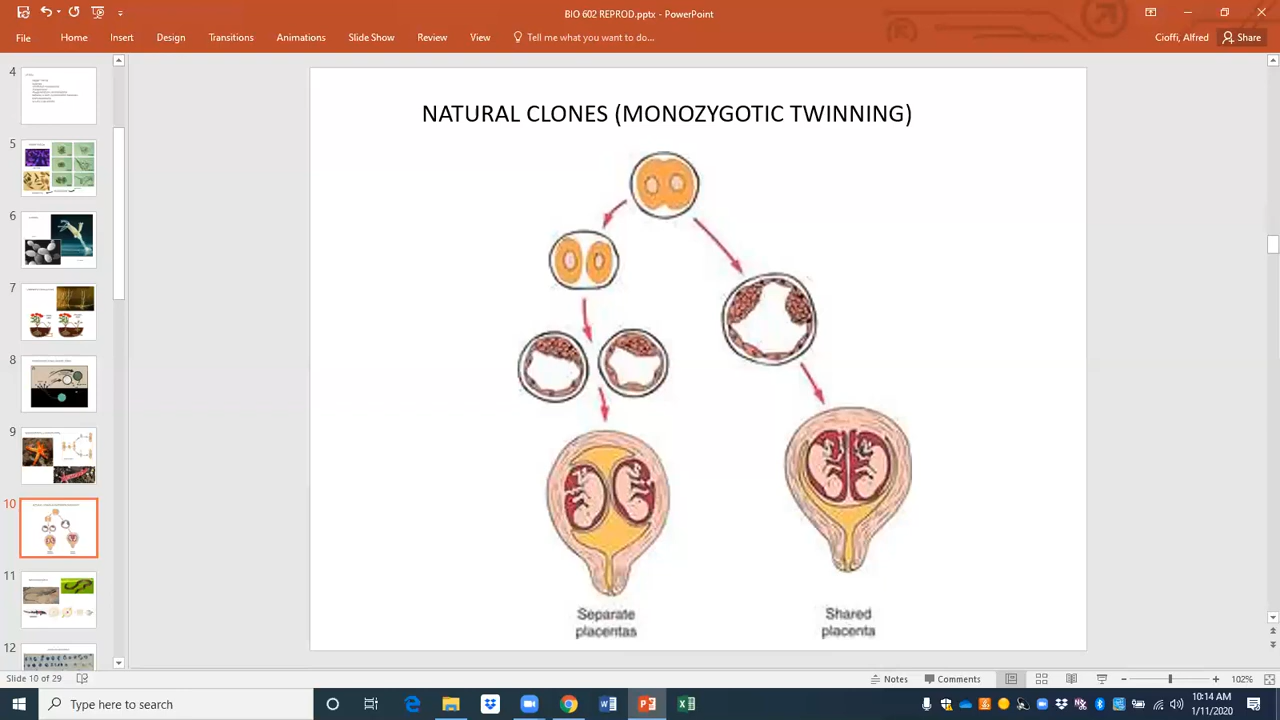 BIO 602 REPROD.pptx - PowerPoint
File Home Insert Design Transitions Animations Slide Show Review View Tell me what you want to do... Cioffi, Alfred Share
4
5
6
7
8
9
10
11
12
NATURAL CLONES (MONOZYGOTIC TWINNING)
Separate
placentas
Shared
placenta
Slide 10 of 29 Notes Comments 102%
Type here to search
10:14 AM
1/11/2020